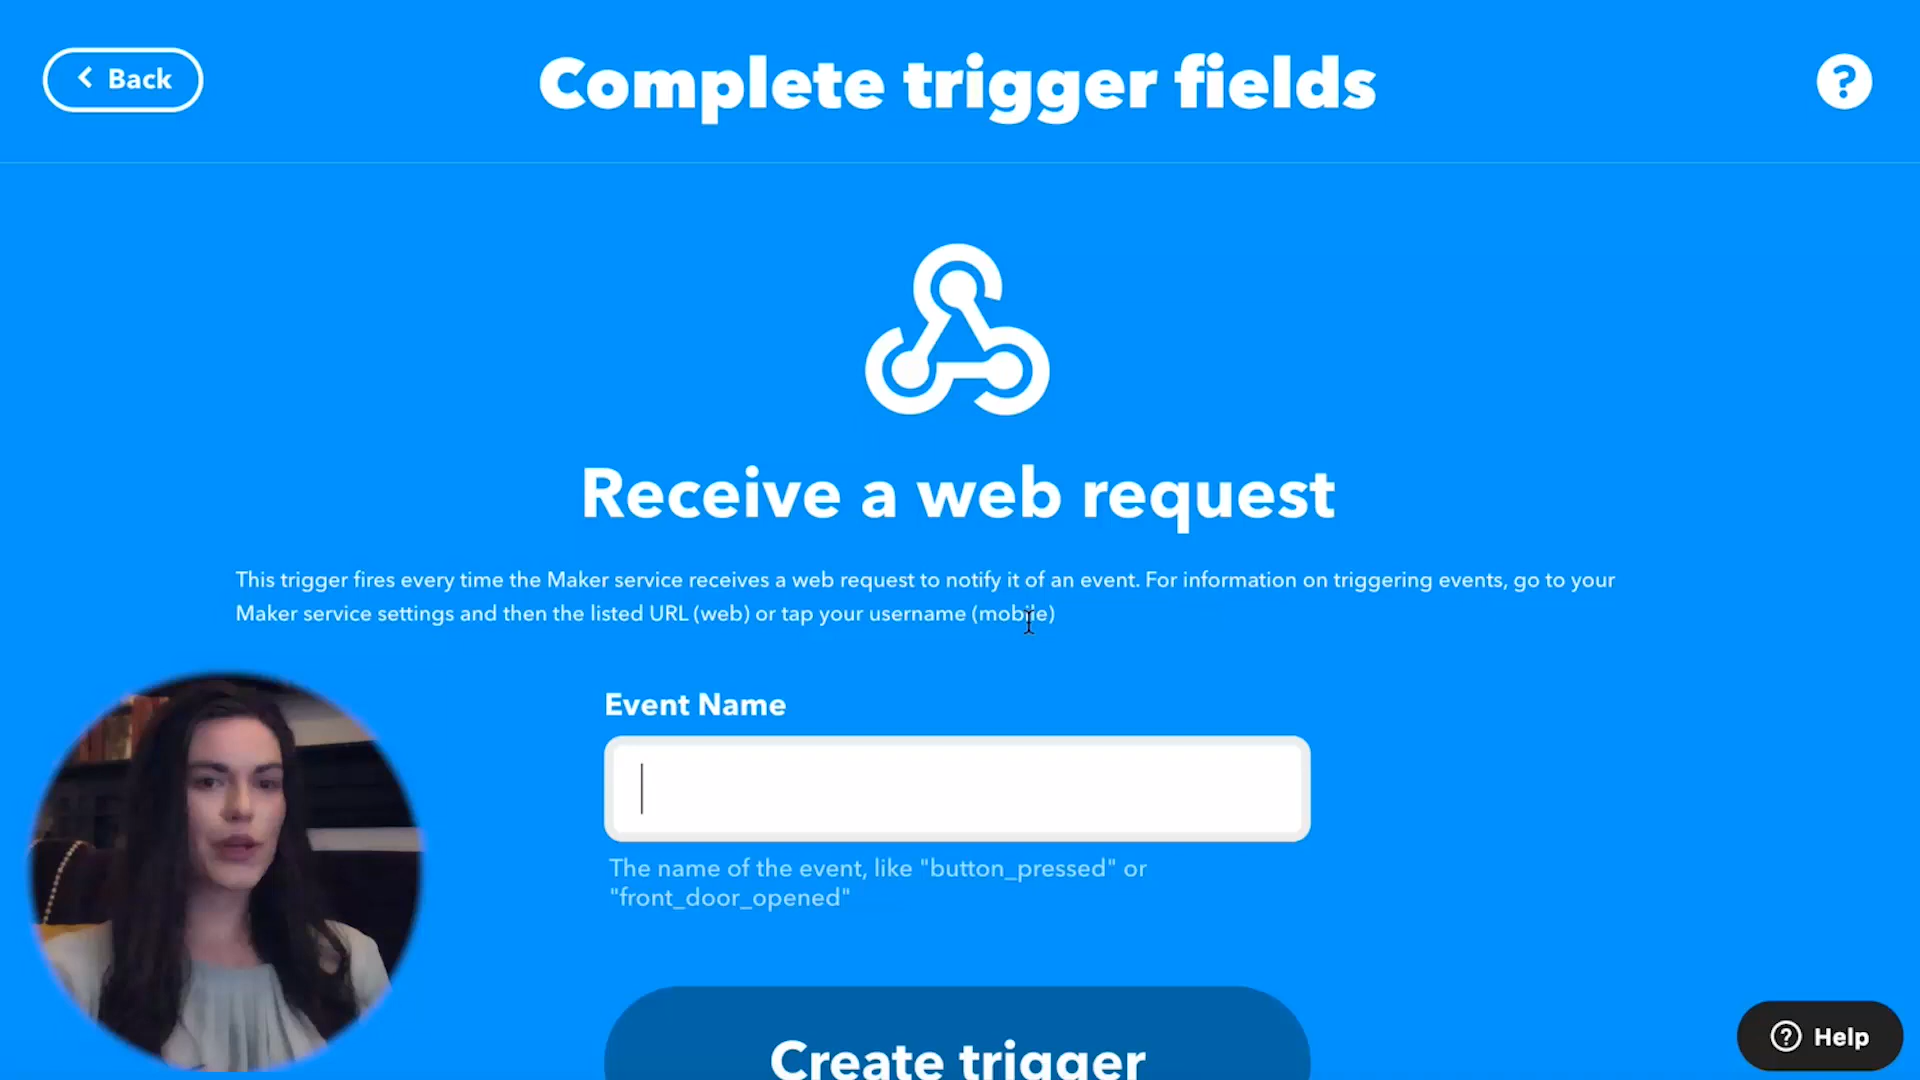 Back
Complete trigger fields
?
Receive a web request
This trigger fires every time the Maker service receives a web request to notify it of an event. For information on triggering events, go to your
Maker service settings and then the listed URL (web) or tap your username (mobile)
Event Name
The name of the event, like "button_pressed" or
"front_door_opened"
Create trigger
? Help